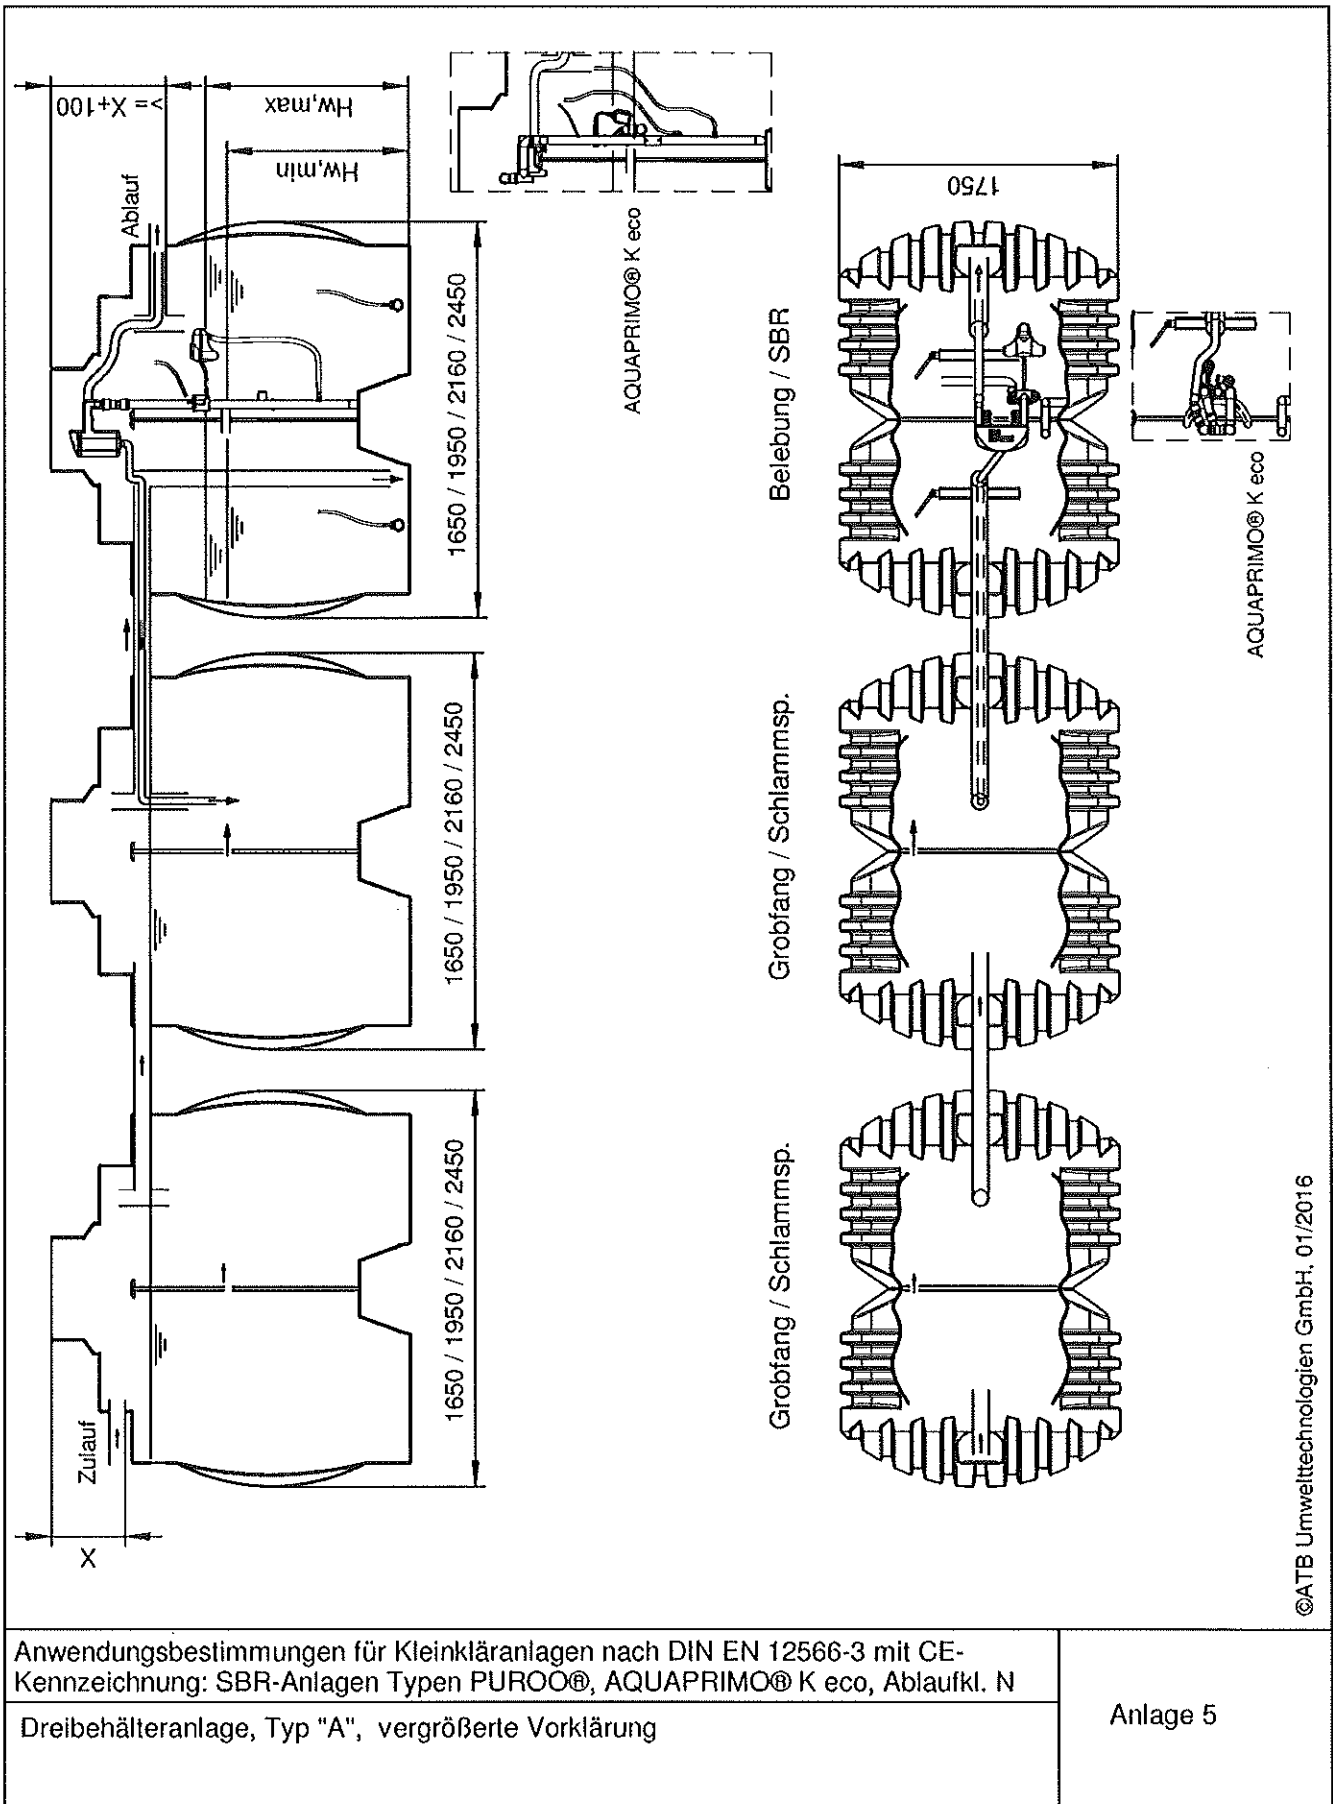 X
Zulauf
Ablauf
>= X+100
Hw,max
Hw,min
1650 / 1950 / 2160 / 2450
1650 / 1950 / 2160 / 2450
1650 / 1950 / 2160 / 2450
AQUAPRIMO® K eco
Grobfang / Schlammsp.
Grobfang / Schlammsp.
Belebung / SBR
1750
AQUAPRIMO® K eco
©ATB Umwelttechnologien GmbH, 01/2016
Anwendungsbestimmungen für Kleinkläranlagen nach DIN EN 12566-3 mit CE-
Kennzeichnung: SBR-Anlagen Typen PUROO®, AQUAPRIMO® K eco, Ablaufkl. N
Dreibehälteranlage, Typ "A", vergrößerte Vorklärung
Anlage 5